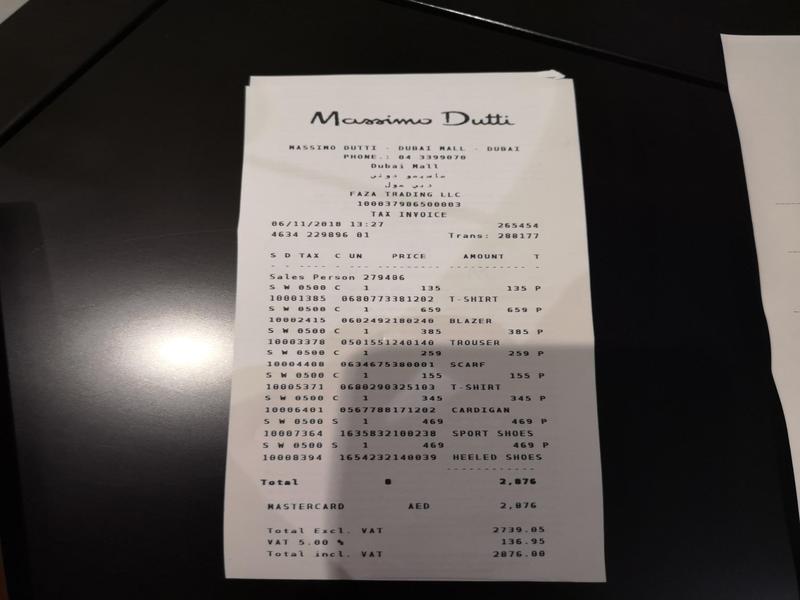 Massimo Dutti
MASSIMO DUTTI - DUBAI MALL - DUBAI
PHONE.: 04 3399070
Dubai Mall
ماسيمو دوتي
دبي مول
FAZA TRADING LLC
100037986500003
TAX INVOICE
06/11/2018 13:27 265454
4634 229896 01 Trans: 288177
S D TAX C UN PRICE AMOUNT T
Sales Person 279406
S W 0500 C 1 135 135 P
10001385 0680773381202 T-SHIRT
S W 0500 C 1 659 659 P
10002415 0602492180240 BLAZER
S W 0500 C 1 385 385 P
10003378 0501551240140 TROUSER
S W 0500 C 1 259 259 P
10004408 0634675380001 SCARF
S W 0500 C 1 155 155 P
10005371 0680290325103 T-SHIRT
S W 0500 C 1 345 345 P
10006401 0567788171202 CARDIGAN
S W 0500 S 1 469 469 P
10007364 1635832100238 SPORT SHOES
S W 0500 S 1 469 469 P
10008394 1654232140039 HEELED SHOES
Total 8 2,876
MASTERCARD AED 2,876
Total Excl. VAT 2739.05
VAT 5.00 % 136.95
Total incl. VAT 2876.00